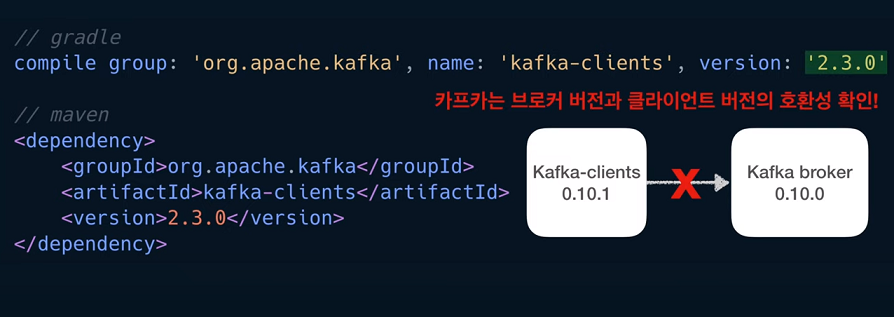 // gradle
compile group: 'org.apache.kafka', name: 'kafka-clients', version: '2.3.0'
카프카는 브로커 버전과 클라이언트 버전의 호환성 확인!
// maven
<dependency>
    <groupId>org.apache.kafka</groupId>
    <artifactId>kafka-clients</artifactId>
    <version>2.3.0</version>
</dependency>
Kafka-clients
0.10.1
X
Kafka broker
0.10.0